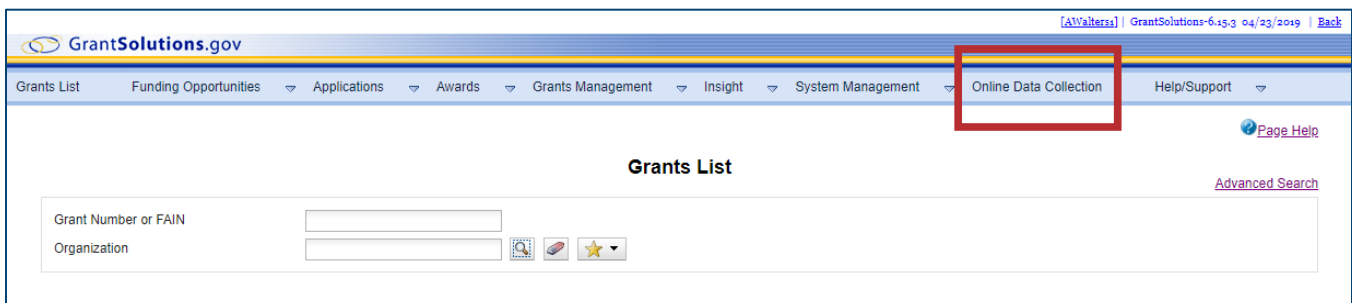 [AWalters1] | GrantSolutions-6.15.3 04/23/2019 | Back
GrantSolutions.gov
Grants List Funding Opportunities Applications Awards Grants Management Insight System Management Online Data Collection Help/Support
Page Help
Grants List
Advanced Search
Grant Number or FAIN
Organization